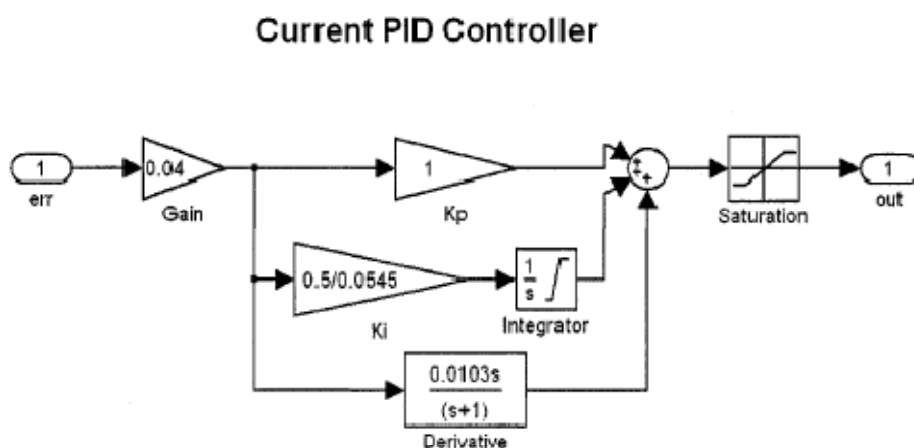 Current PID Controller
1
err
0.04
Gain
1
Kp
0.5/0.0545
Ki
1
s
Integrator
0.0103s
(s+1)
Derivative
+
+
+
Saturation
1
out